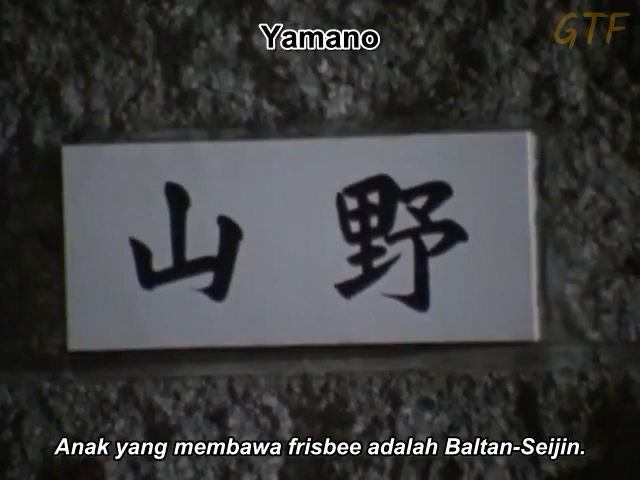 Yamano
GTF
山野
Anak yang membawa frisbee adalah Baltan-Seijin.